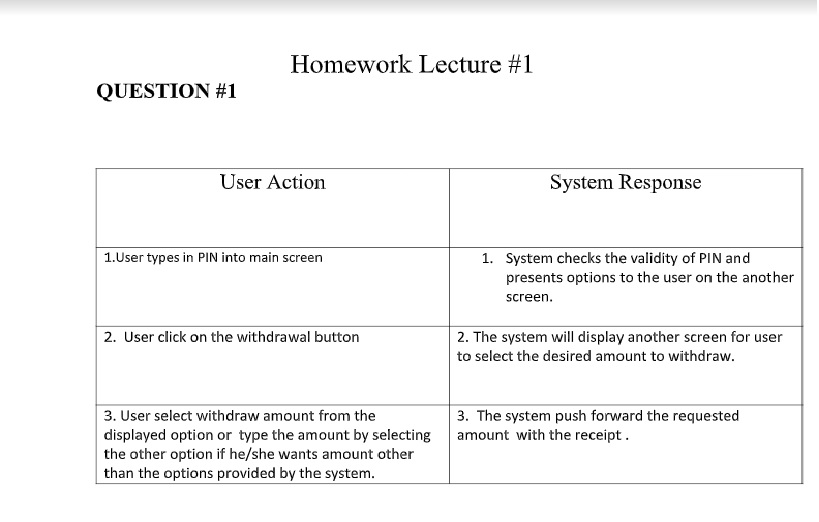 Homework Lecture #1
QUESTION #1
User Action
System Response
1.User types in PIN into main screen
1. System checks the validity of PIN and
presents options to the user on the another
screen.
2. User click on the withdrawal button
2. The system will display another screen for user
to select the desired amount to withdraw.
3. User select withdraw amount from the
displayed option or type the amount by selecting
the other option if he/she wants amount other
than the options provided by the system.
3. The system push forward the requested
amount with the receipt .